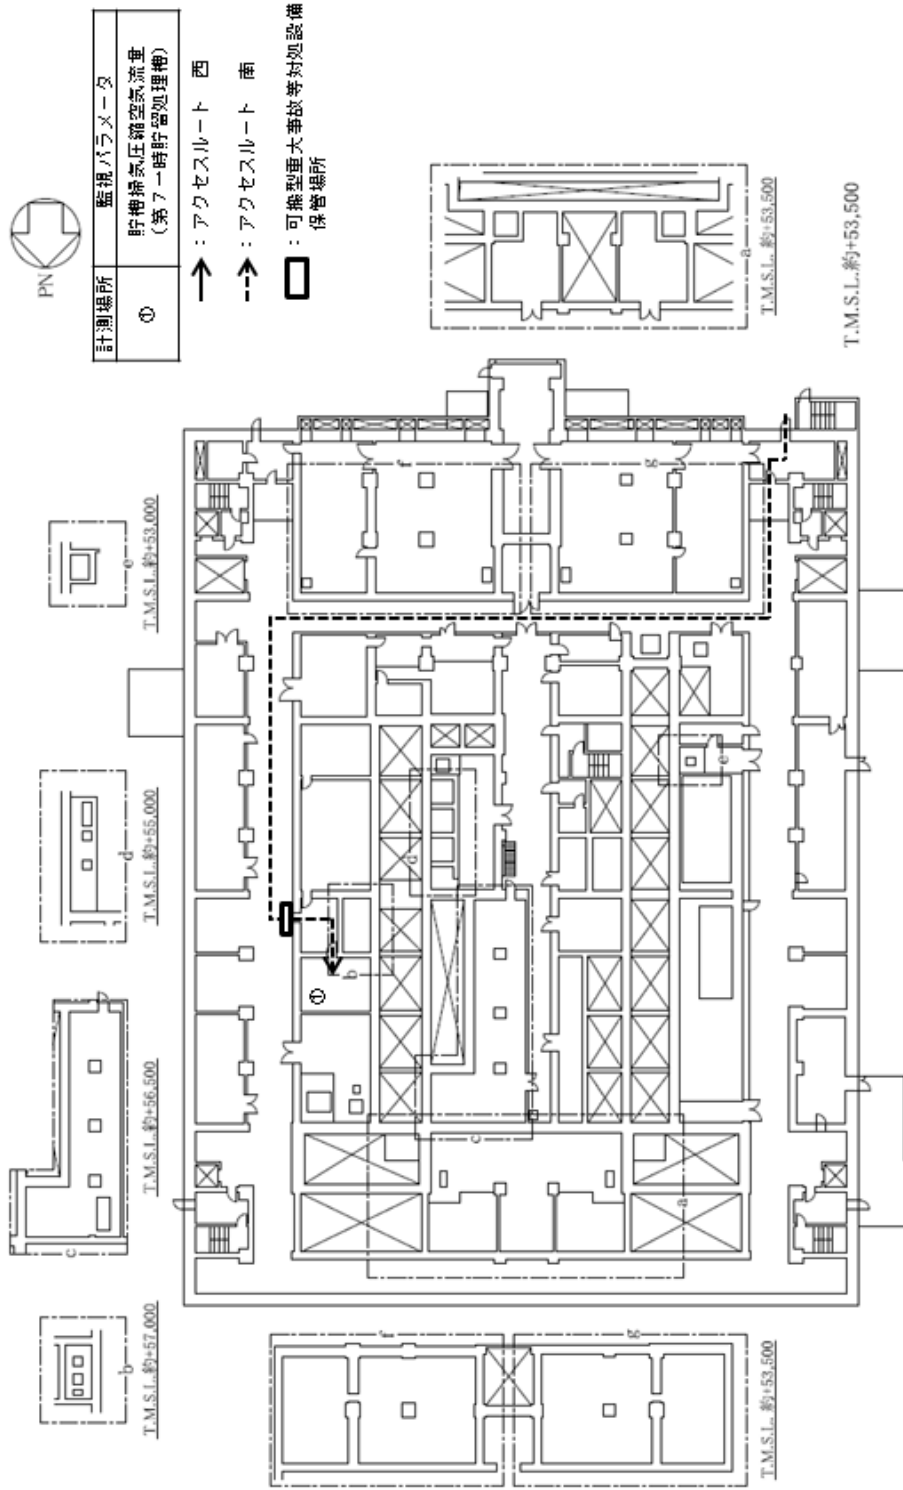 PN
計測場所
監視パラメータ
①
貯槽掃気圧縮空気流量
(第7一時貯留処理槽)
：アクセスルート　西
：アクセスルート　南
：可搬型重大事故等対処設備
保管場所
b
T.M.S.L.約+57,000
c
T.M.S.L.約+56,500
d
T.M.S.L.約+55,000
e
T.M.S.L.約+53,000
①
a
b
c
d
e
f
g
f
g
T.M.S.L.約+53,500
a
T.M.S.L.約+53,500
T.M.S.L.約+53,500